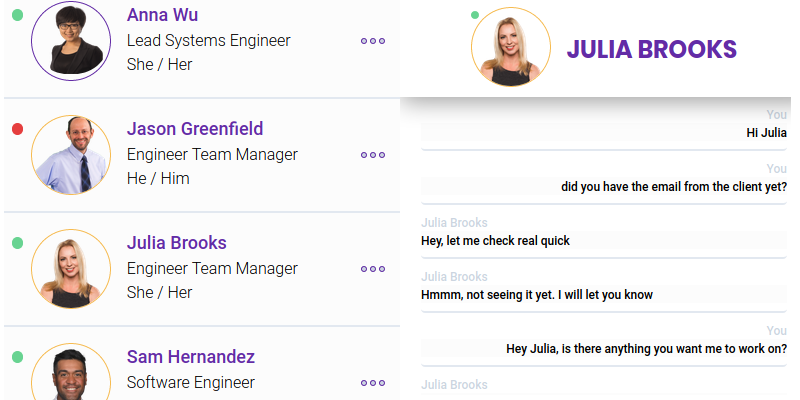 Anna Wu
Lead Systems Engineer
She / Her
Jason Greenfield
Engineer Team Manager
He / Him
Julia Brooks
Engineer Team Manager
She / Her
Sam Hernandez
Software Engineer
JULIA BROOKS
You
Hi Julia
You
did you have the email from the client yet?
Julia Brooks
Hey, let me check real quick
Julia Brooks
Hmmm, not seeing it yet. I will let you know
You
Hey Julia, is there anything you want me to work on?
Julia Brooks